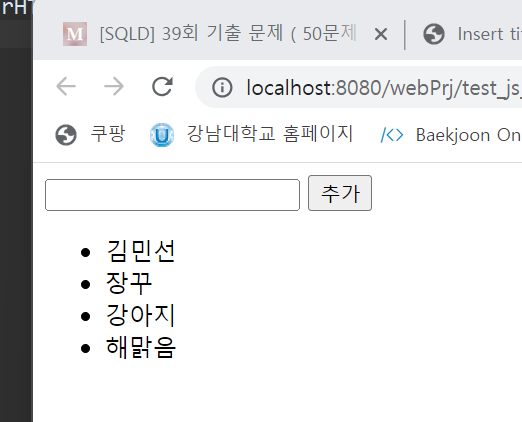 rHT
[SQLD] 39회 기출 문제 ( 50문제
Insert tit
localhost:8080/webPrj/test_js_
쿠팡
강남대학교 홈페이지
Baekjoon On
추가
김민선
장꾸
강아지
해맑음